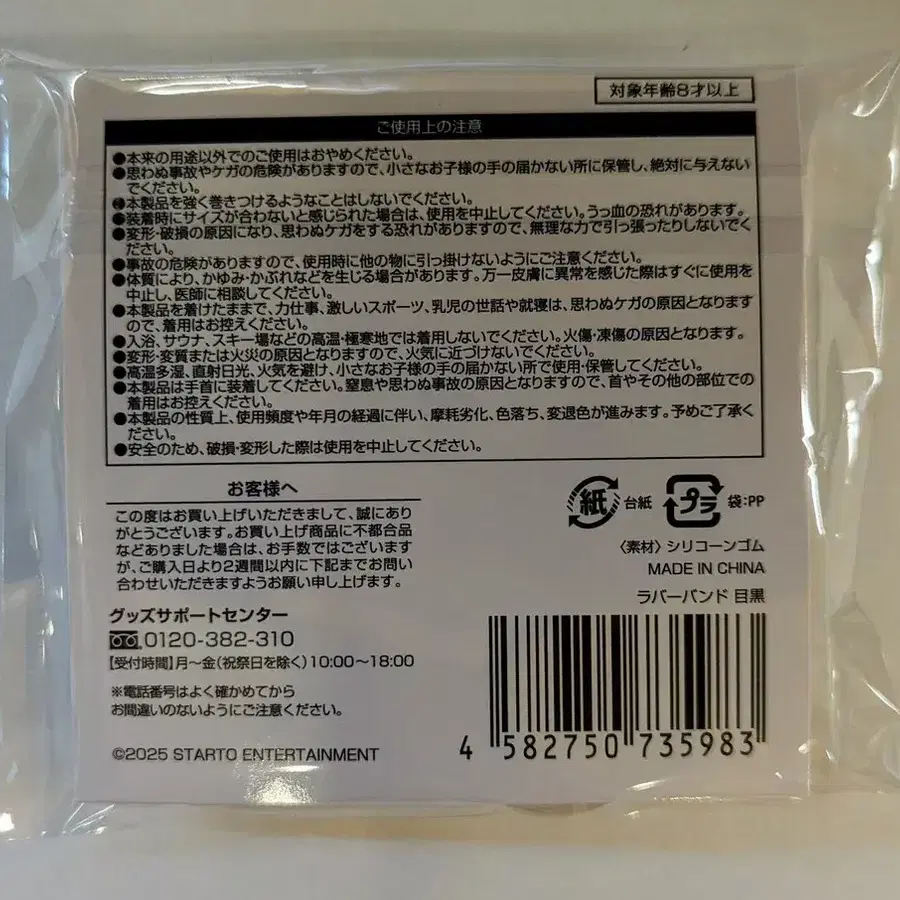 対象年齢8才以上
ご使用上の注意
●本来の用途以外でのご使用はおやめください。
●思わぬ事故やケガの危険がありますので、小さなお子様の手の届かない所に保管し、絶対に与えない
でください。
●本製品を強く巻きつけるようなことはしないでください。
●装着時にサイズが合わないと感じられた場合は、使用を中止してください。うっ血の恐れがあります。
●変形・破損の原因になり、思わぬケガをする恐れがありますので、無理な力で引っ張ったりしないでく
ださい。
●事故の危険がありますので、使用時に他の物に引っ掛けないようにご注意ください。
●体質により、かゆみ・かぶれなどを生じる場合があります。万一皮膚に異常を感じた際はすぐに使用を
中止し、医師に相談してください。
●本製品を着けたままで、力仕事、激しいスポーツ、乳児の世話や就寝は、思わぬケガの原因となります
ので、着用はお控えください。
●入浴、サウナ、スキー場などの高温・極寒地では着用しないでください。火傷・凍傷の原因となります。
●変形・変質または火災の原因となりますので、火気に近づけないでください。
●高温多湿、直射日光、火気を避け、小さなお子様の手の届かない所で使用・保管してください。
●本製品は手首に装着してください。窒息や思わぬ事故の原因となりますので、首やその他の部位での
着用はお控えください。
●本製品の性質上、使用頻度や年月の経過に伴い、摩耗劣化、色落ち、変退色が進みます。予めご了承く
ださい。
●安全のため、破損・変形した際は使用を中止してください。
お客様へ
この度はお買い上げいただきまして、誠にあり
がとうございます。お買い上げ商品に不都合品
などありました場合は、お手数ではございます
が、ご購入日より2週間以内に下記までお問い
合わせいただきますようお願い申し上げます。
グッズサポートセンター
0120-382-310
【受付時間】月~金(祝祭日を除く)10:00~18:00
※電話番号はよく確かめてから
お間違いのないようにご注意ください。
©2025 STARTO ENTERTAINMENT
紙 台紙 プラ 袋:PP
〈素材〉シリコーンゴム
MADE IN CHINA
ラバーバンド 目黒
4 582750 735983